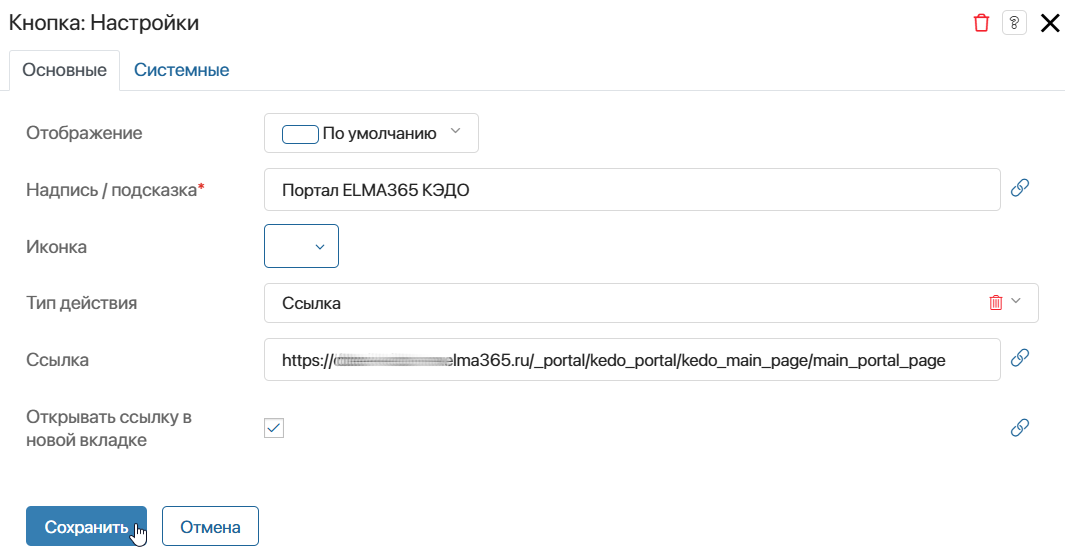 Кнопка: Настройки
?
Основные Системные
Отображение По умолчанию
Надпись / подсказка* Портал ELMA365 КЭДО
Иконка
Тип действия Ссылка
Ссылка https:// elma365.ru/_portal/kedo_portal/kedo_main_page/main_portal_page
Открывать ссылку в
новой вкладке
Сохранить Отмена